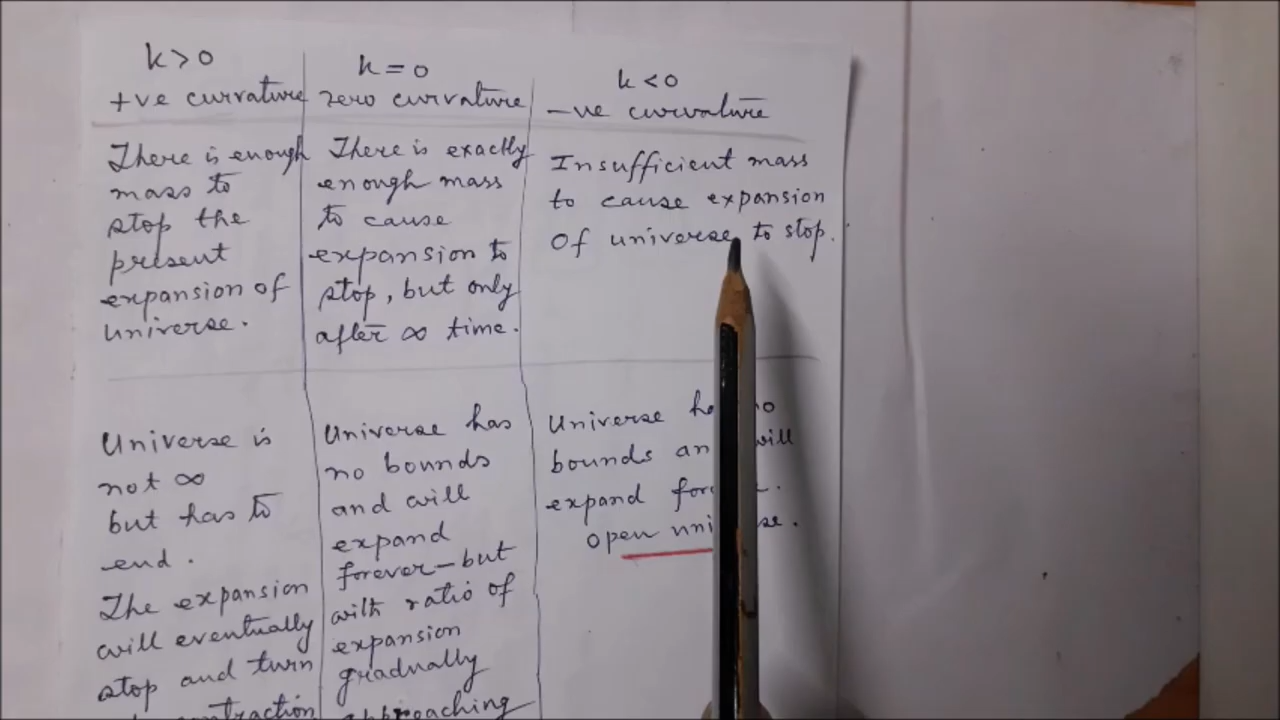 k > 0
+ve curvature
There is enough
mass to
stop the
present
expansion of
universe.
Universe is
not ∞
but has to
end.
The expansion
will eventually
stop and turn
contraction
k = 0
zero curvature
There is exactly
enough mass
to cause
expansion to
stop, but only
after ∞ time.
Universe has
no bounds
and will
expand
forever-but
with ratio of
expansion
gradually
approaching
k < 0
-ve curvature
Insufficient mass
to cause expansion
Of universe to stop.
Universe
bounds will
expand
open